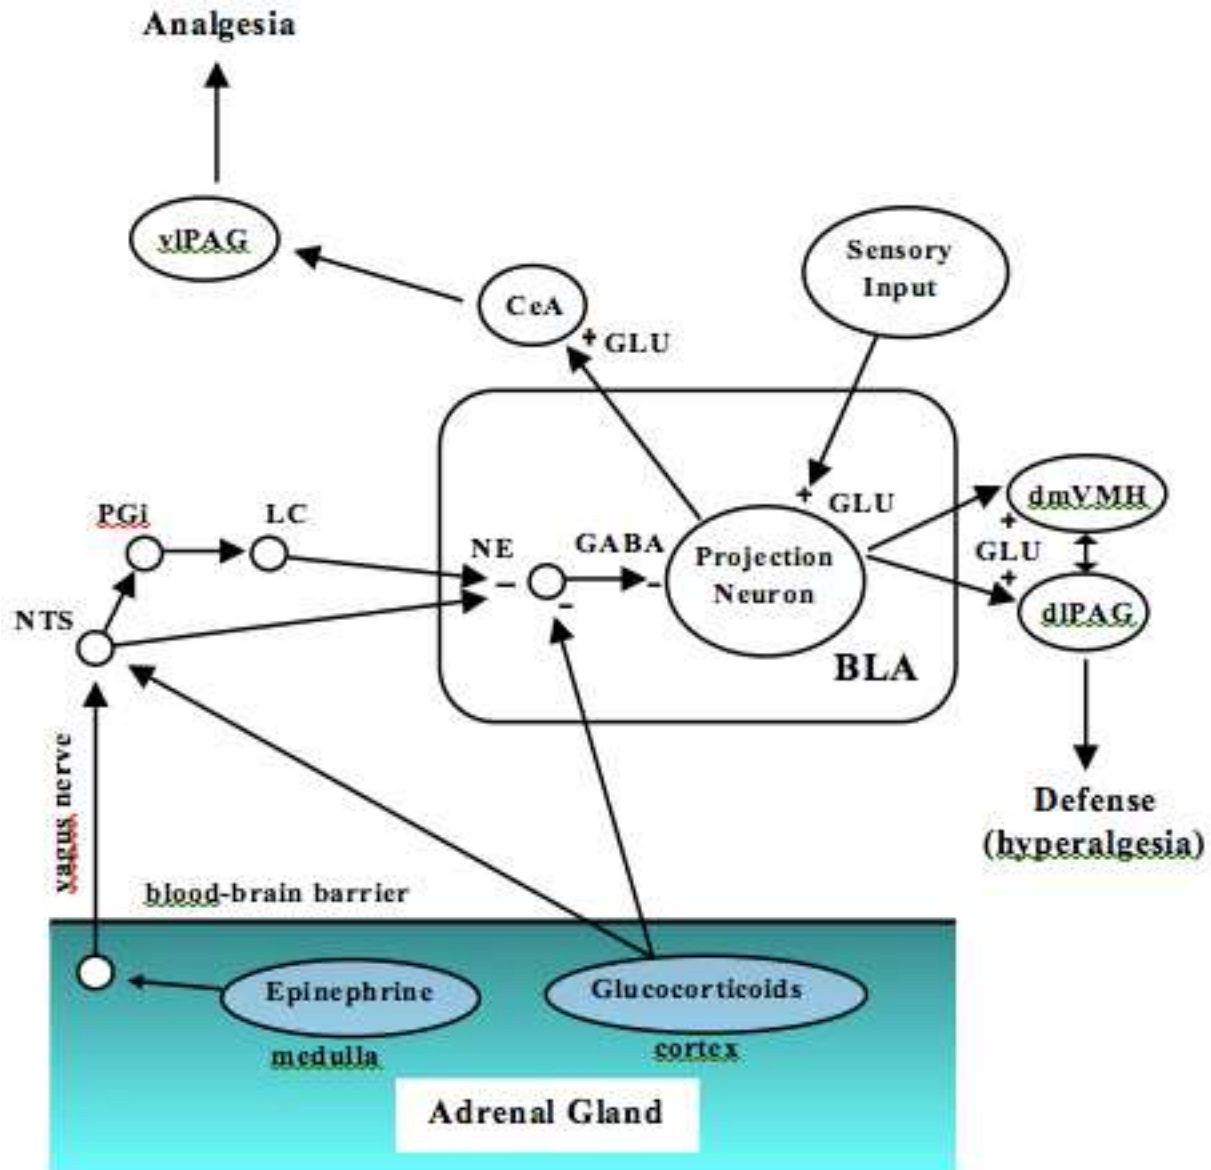 Analgesia
vlPAG
Sensory
Input
CeA
+ GLU
+ GLU
dmVMH
+
GLU
+
dlPAG
PGi
LC
NE
–
GABA
–
-
Projection
Neuron
BLA
NTS
vagus nerve
Defense
(hyperalgesia)
blood-brain barrier
Epinephrine
medulla
Glucocorticoids
cortex
Adrenal Gland